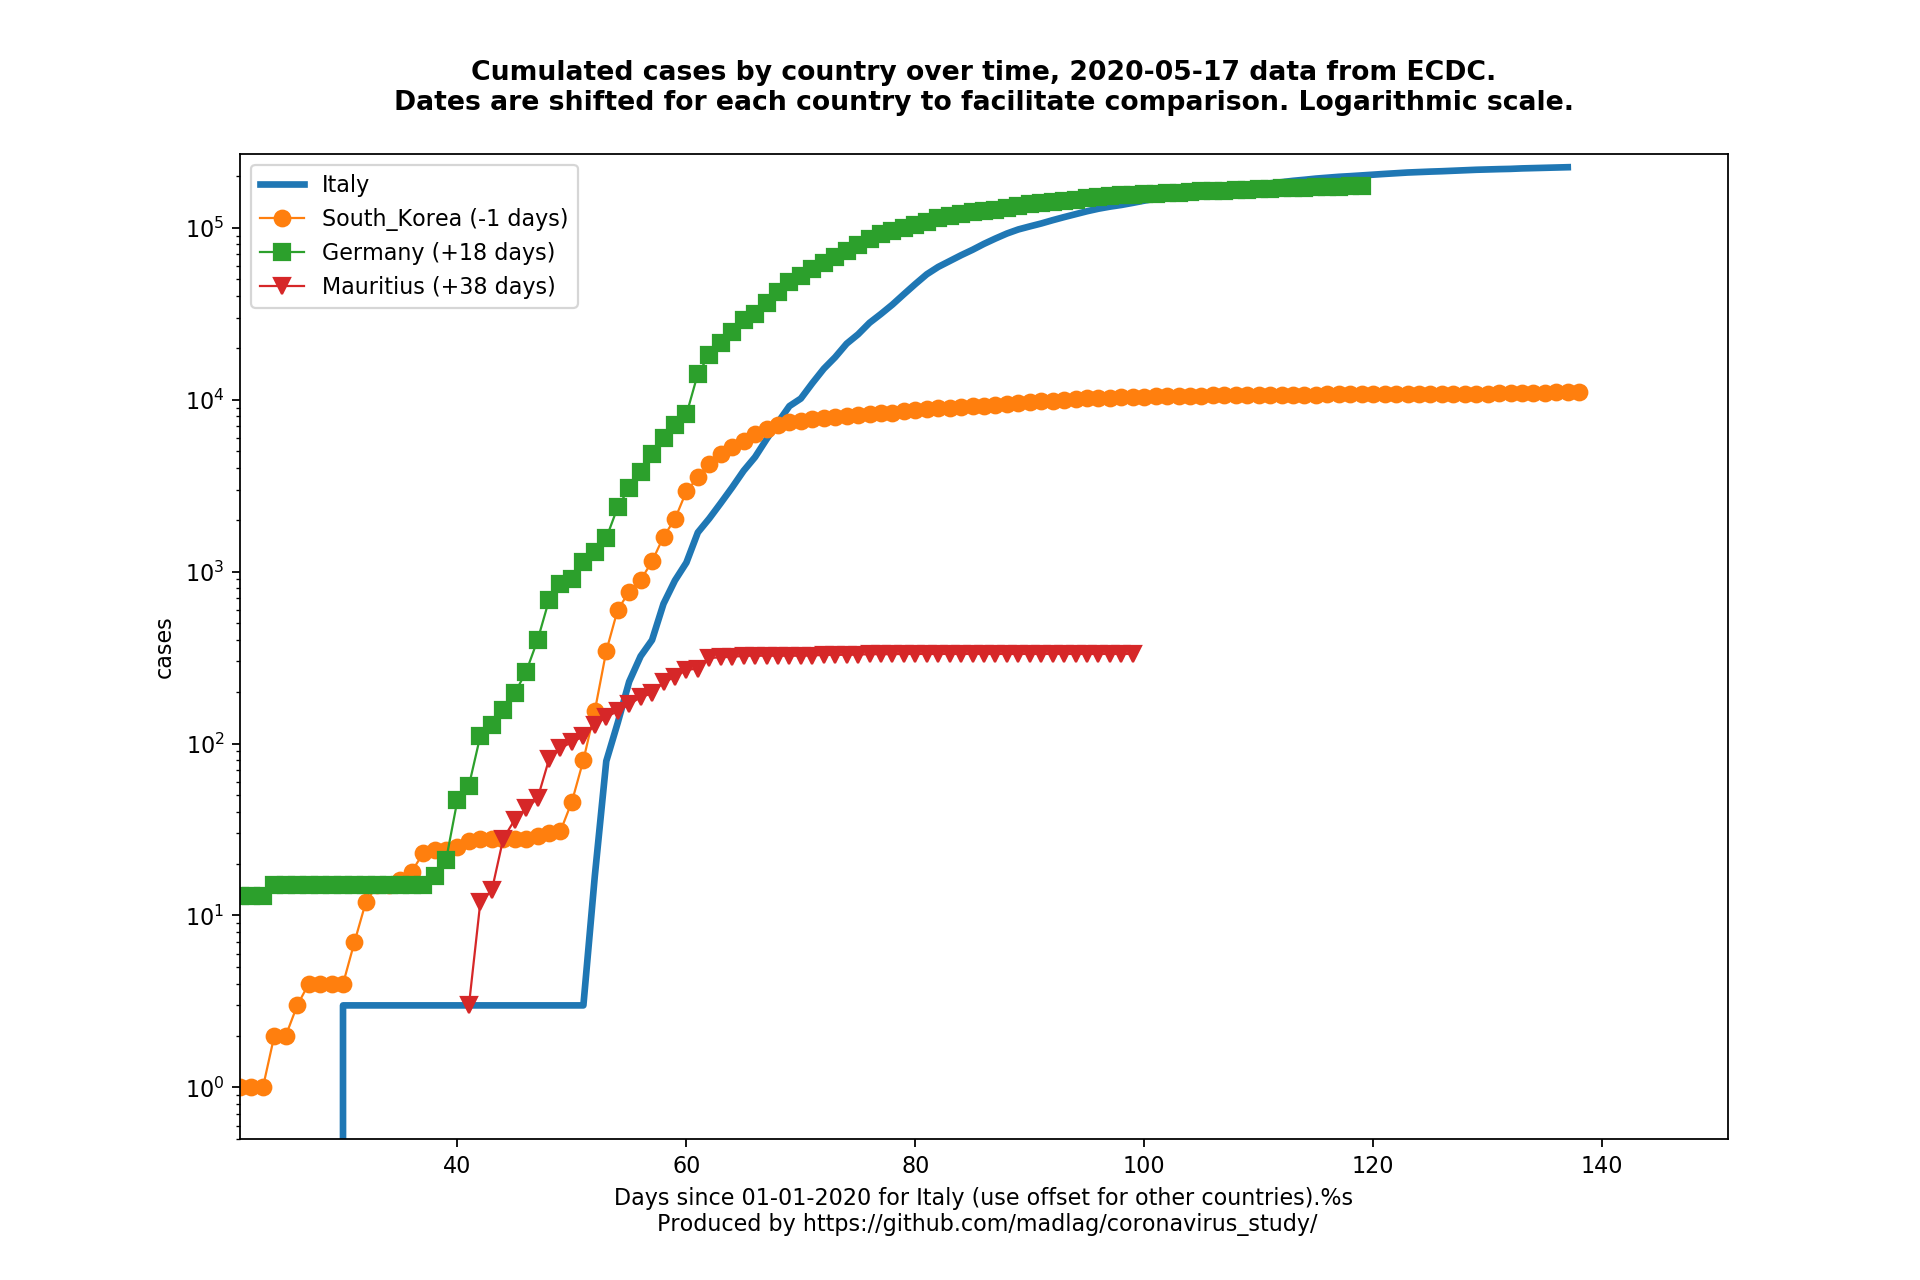 Cumulated cases by country over time, 2020-05-17 data from ECDC.
Dates are shifted for each country to facilitate comparison. Logarithmic scale.
Italy
South_Korea (-1 days)
Germany (+18 days)
Mauritius (+38 days)
10⁵
10⁴
10³
10²
10¹
10⁰
cases
40 60 80 100 120 140
Days since 01-01-2020 for Italy (use offset for other countries).%s
Produced by https://github.com/madlag/coronavirus_study/